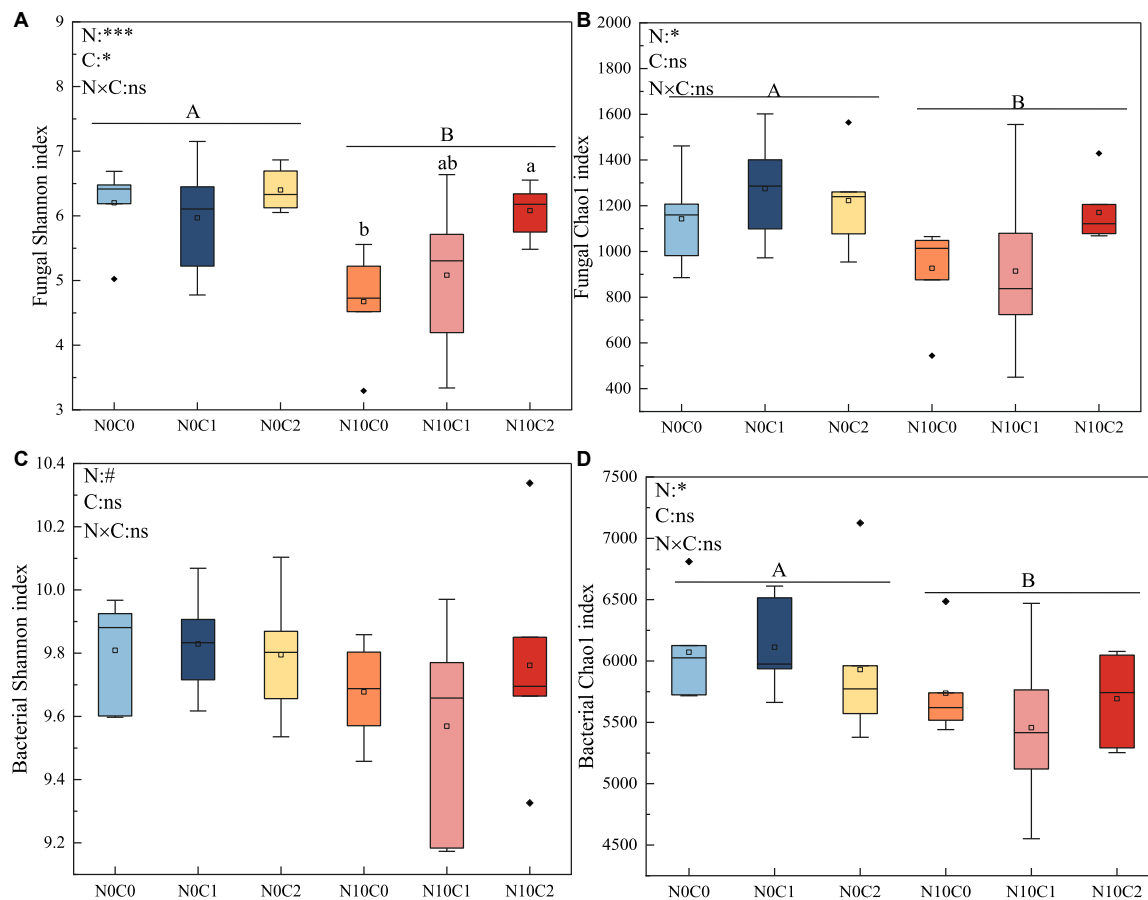 A
Fungal Shannon index
9
8
7
6
5
4
3
N:***
C:*
N×C:ns
A
B
b
ab
a
N0C0 N0C1 N0C2 N10C0 N10C1 N10C2
B
Fungal Chao1 index
2000
1800
1600
1400
1200
1000
800
600
400
N:*
C:ns
N×C:ns
A
B
N0C0 N0C1 N0C2 N10C0 N10C1 N10C2
C
Bacterial Shannon index
10.4
10.2
10.0
9.8
9.6
9.4
9.2
N:#
C:ns
N×C:ns
N0C0 N0C1 N0C2 N10C0 N10C1 N10C2
D
Bacterial Chao1 index
7500
7000
6500
6000
5500
5000
4500
N:*
C:ns
N×C:ns
A
B
N0C0 N0C1 N0C2 N10C0 N10C1 N10C2